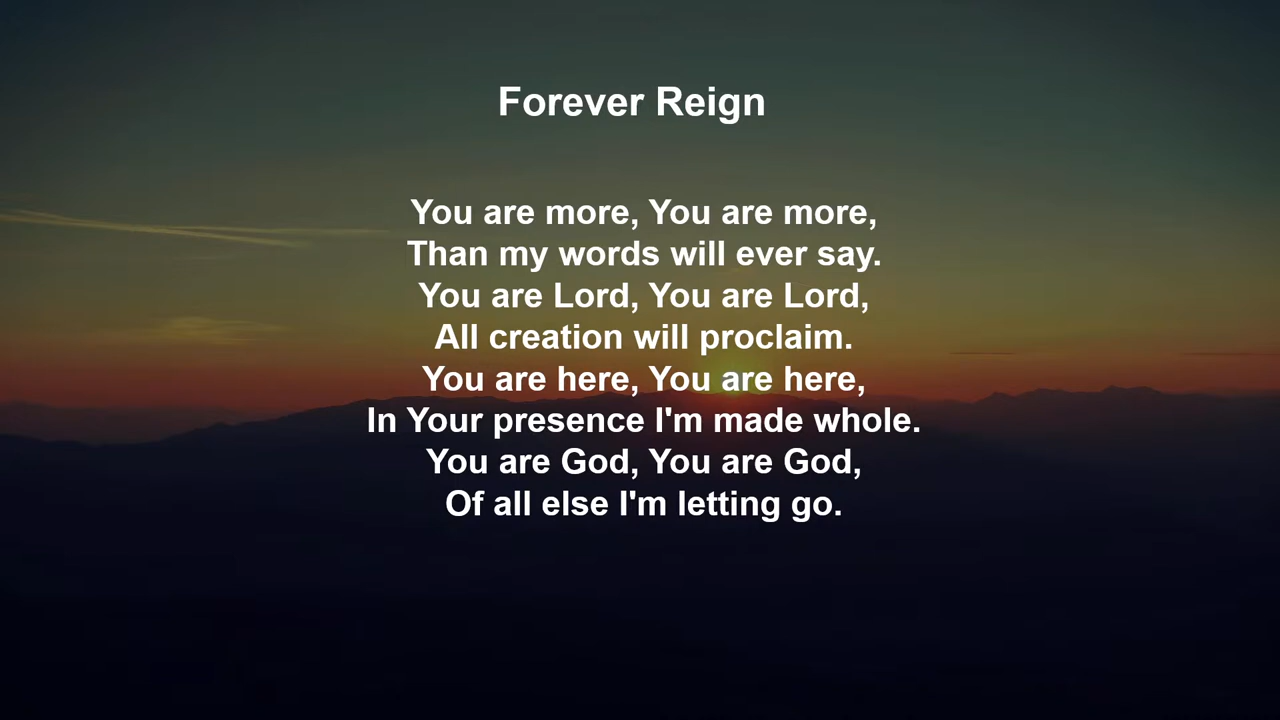 Forever Reign
You are more, You are more,
Than my words will ever say.
You are Lord, You are Lord,
All creation will proclaim.
You are here, You are here,
In Your presence I'm made whole.
You are God, You are God,
Of all else I'm letting go.